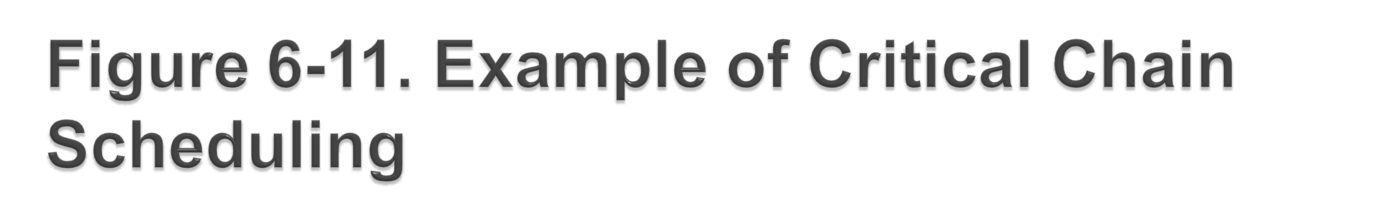 Figure 6-11. Example of Critical Chain
Scheduling